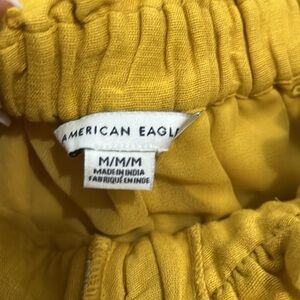 AMERICAN EAGL
M/M/M
MADE IN INDIA
FABRIQUÉ EN INDE